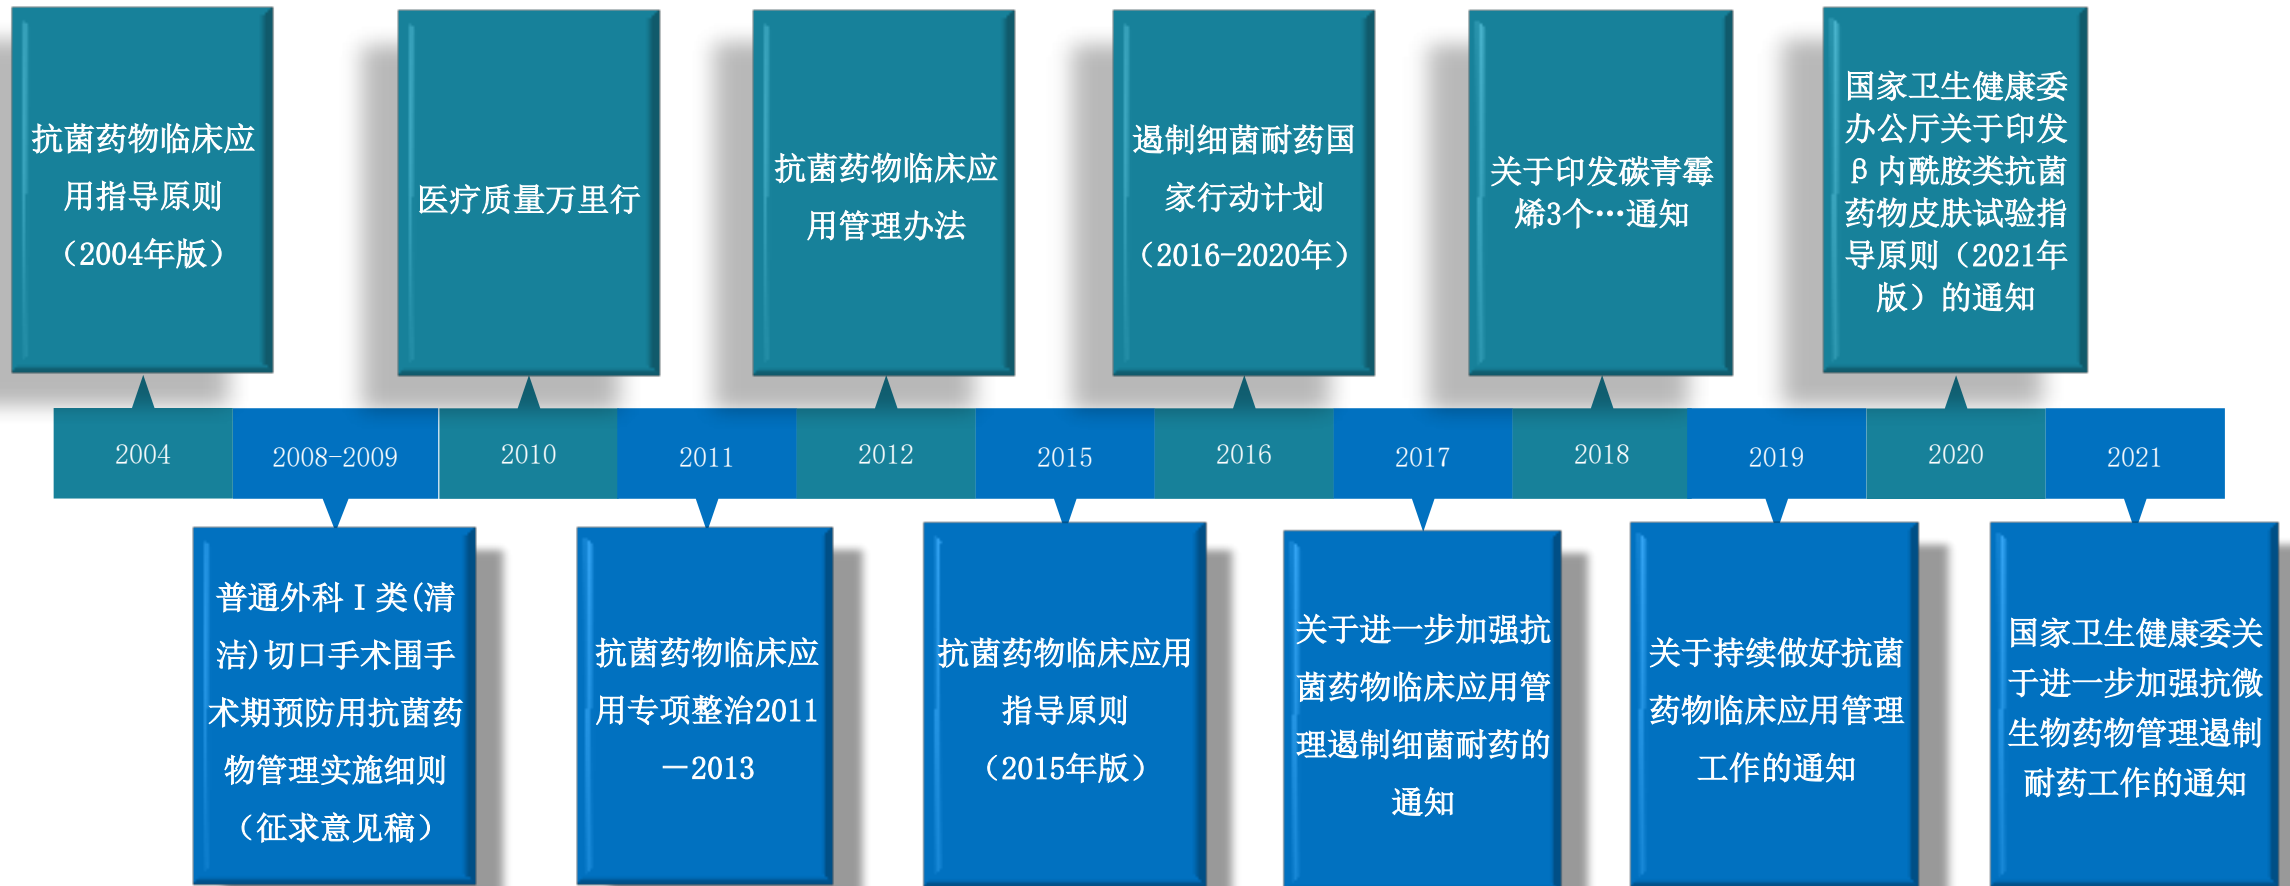 抗菌药物临床应
用指导原则
（2004年版）
医疗质量万里行
抗菌药物临床应
用管理办法
遏制细菌耐药国
家行动计划
（2016-2020年）
关于印发碳青霉
烯3个…通知
国家卫生健康委
办公厅关于印发
β内酰胺类抗菌
药物皮肤试验指
导原则（2021年
版）的通知
2004
2008-2009
2010
2011
2012
2015
2016
2017
2018
2019
2020
2021
普通外科Ⅰ类(清
洁)切口手术围手
术期预防用抗菌药
物管理实施细则
（征求意见稿）
抗菌药物临床应
用专项整治2011
－2013
抗菌药物临床应用
指导原则
（2015年版）
关于进一步加强抗
菌药物临床应用管
理遏制细菌耐药的
通知
关于持续做好抗菌
药物临床应用管理
工作的通知
国家卫生健康委关
于进一步加强抗微
生物药物管理遏制
耐药工作的通知